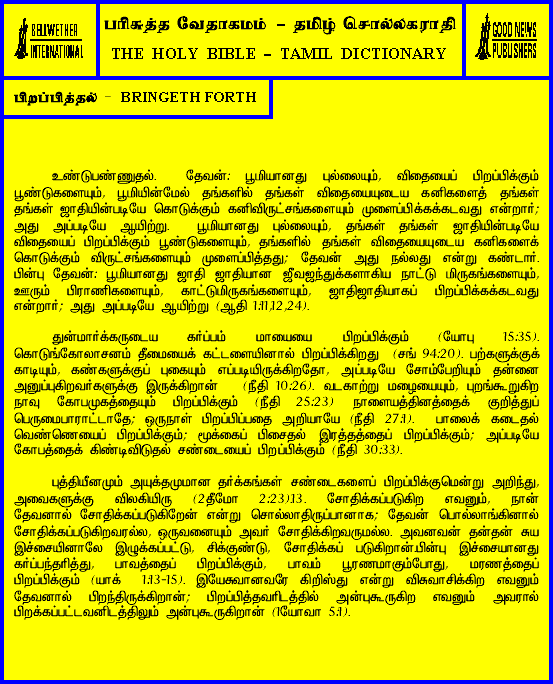 BELLWETHER
INTERNATIONAL
பரிசுத்த வேதாகமம் - தமிழ் சொல்லகராதி
THE HOLY BIBLE - TAMIL DICTIONARY
GOOD NEWS
PUBLISHERS
பிறப்பித்தல் - BRINGETH FORTH
உண்டுபண்ணுதல். தேவன்: பூமியானது புல்லையும், விதையைப் பிறப்பிக்கும்
பூண்டுகளையும், பூமியின்மேல் தங்களில் தங்கள் விதையையுடைய கனிகளைத் தங்கள்
தங்கள் ஜாதியின்படியே கொடுக்கும் கனிவிருட்சங்களையும் முளைப்பிக்கக்கடவது என்றார்;
அது அப்படியே ஆயிற்று. பூமியானது புல்லையும், தங்கள் தங்கள் ஜாதியின்படியே
விதையைப் பிறப்பிக்கும் பூண்டுகளையும், தங்களில் தங்கள் விதையையுடைய கனிகளைக்
கொடுக்கும் விருட்சங்களையும் முளைப்பித்தது; தேவன் அது நல்லது என்று கண்டார்.
பின்பு தேவன்: பூமியானது ஜாதி ஜாதியான ஜீவஜந்துக்களாகிய நாட்டு மிருகங்களையும்,
ஊரும் பிராணிகளையும், காட்டுமிருகங்களையும், ஜாதிஜாதியாகப் பிறப்பிக்கக்கடவது
என்றார்; அது அப்படியே ஆயிற்று (ஆதி 1:11,12,24).
துன்மார்க்கருடைய கர்ப்பம் மாயையை பிறப்பிக்கும் (யோபு 15:35).
கொடுங்கோலாசனம் தீமையைக் கட்டளையினால் பிறப்பிக்கிறது (சங் 94:20). பற்களுக்குக்
காடியும், கண்களுக்குப் புகையும் எப்படியிருக்கிறதோ, அப்படியே சோம்பேறியும் தன்னை
அனுப்புகிறவர்களுக்கு இருக்கிறான் (நீதி 10:26). வடகாற்று மழையையும், புறங்கூறுகிற
நாவு கோபமுகத்தையும் பிறப்பிக்கும் (நீதி 25:23) நாளையத்தினத்தைக் குறித்துப்
பெருமைபாராட்டாதே; ஒருநாள் பிறப்பிப்பதை அறியாயே (நீதி 27:1). பாலைக் கடைதல்
வெண்ணெயைப் பிறப்பிக்கும்; மூக்கைப் பிசைதல் இரத்தத்தைப் பிறப்பிக்கும்; அப்படியே
கோபத்தைக் கிண்டிவிடுதல் சண்டையைப் பிறப்பிக்கும் (நீதி 30:33).
புத்தியீனமும் அயுக்தமுமான தர்க்கங்கள் சண்டைகளைப் பிறப்பிக்குமென்று அறிந்து,
அவைகளுக்கு விலகியிரு (2தீமோ 2:23)13. சோதிக்கப்படுகிற எவனும், நான்
தேவனால் சோதிக்கப்படுகிறேன் என்று சொல்லாதிருப்பானாக; தேவன் பொல்லாங்கினால்
சோதிக்கப்படுகிறவரல்ல, ஒருவனையும் அவர் சோதிக்கிறவருமல்ல. அவனவன் தன்தன் சுய
இச்சையினாலே இழுக்கப்பட்டு, சிக்குண்டு, சோதிக்கப் படுகிறான்.பின்பு இச்சையானது
கர்ப்பந்தரித்து, பாவத்தைப் பிறப்பிக்கும், பாவம் பூரணமாகும்போது, மரணத்தைப்
பிறப்பிக்கும் (யாக் 1:13-15). இயேசுவானவரே கிறிஸ்து என்று விசுவாசிக்கிற எவனும்
தேவனால் பிறந்திருக்கிறான்; பிறப்பித்தவரிடத்தில் அன்புகூருகிற எவனும் அவரால்
பிறக்கப்பட்டவனிடத்திலும் அன்புகூருகிறான் (1யோவா 5:1).